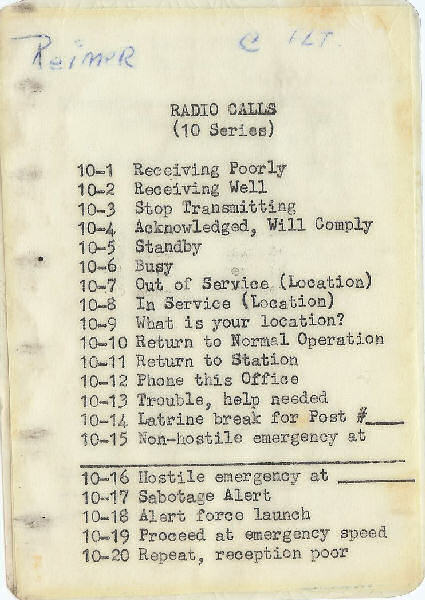 Reimer C 1LT.
RADIO CALLS
(10 Series)
10-1 Receiving Poorly
10-2 Receiving Well
10-3 Stop Transmitting
10-4 Acknowledged, Will Comply
10-5 Standby
10-6 Busy
10-7 Out of Service (Location)
10-8 In Service (Location)
10-9 What is your location?
10-10 Return to Normal Operation
10-11 Return to Station
10-12 Phone this Office
10-13 Trouble, help needed
10-14 Latrine break for Post #____
10-15 Non-hostile emergency at
________________________________
10-16 Hostile emergency at ________
10-17 Sabotage Alert
10-18 Alert force launch
10-19 Proceed at emergency speed
10-20 Repeat, reception poor